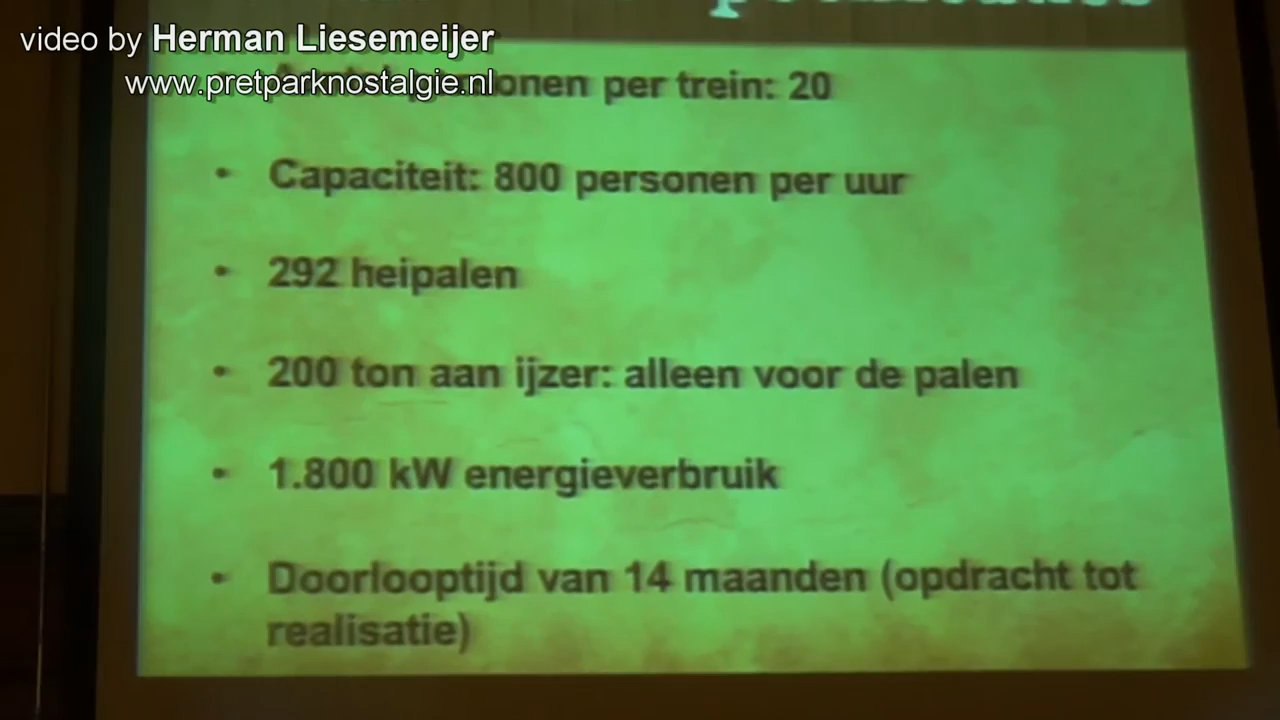 video by Herman Liesemeijer
www.pretparknostalgie.nl
per trein: 20
• Capaciteit: 800 personen per uur
• 292 heipalen
• 200 ton aan ijzer: alleen voor de palen
• 1.800 kW energieverbruik
• Doorlooptijd van 14 maanden (opdracht tot
realisatie)